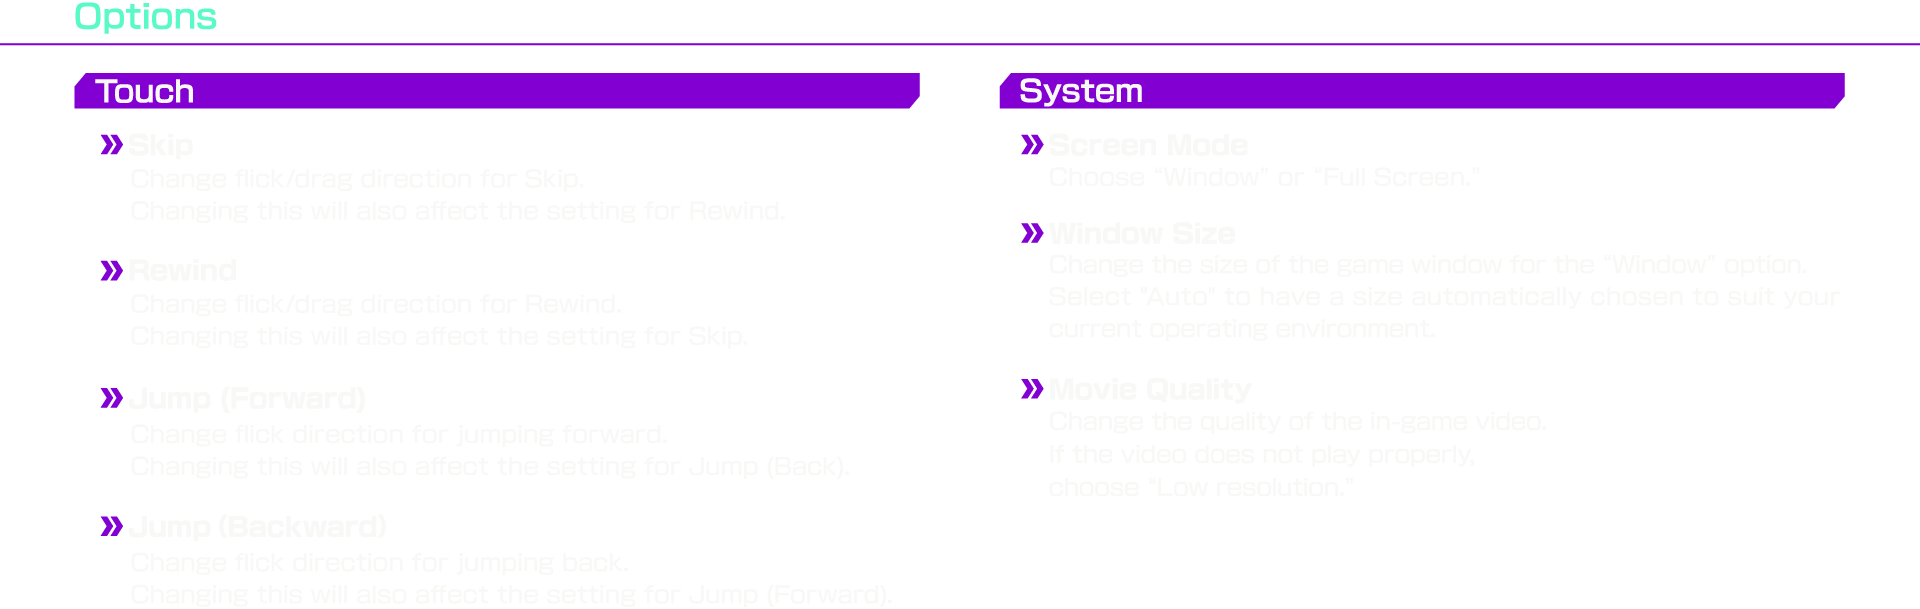 Options
Touch
Skip
Change flick/drag direction for Skip.
Changing this will also affect the setting for Rewind.
Rewind
Change flick/drag direction for Rewind.
Changing this will also affect the setting for Skip.
Jump (Forward)
Change flick direction for jumping forward.
Changing this will also affect the setting for Jump (Back).
Jump (Backward)
Change flick direction for jumping back.
Changing this will also affect the setting for Jump (Forward).
System
Screen Mode
Choose "Window" or "Full Screen."
Window Size
Change the size of the game window for the "Window" option.
Select "Auto" to have a size automatically chosen to suit your
current operating environment.
Movie Quality
Change the quality of the in-game video.
If the video does not play properly,
choose "Low resolution."